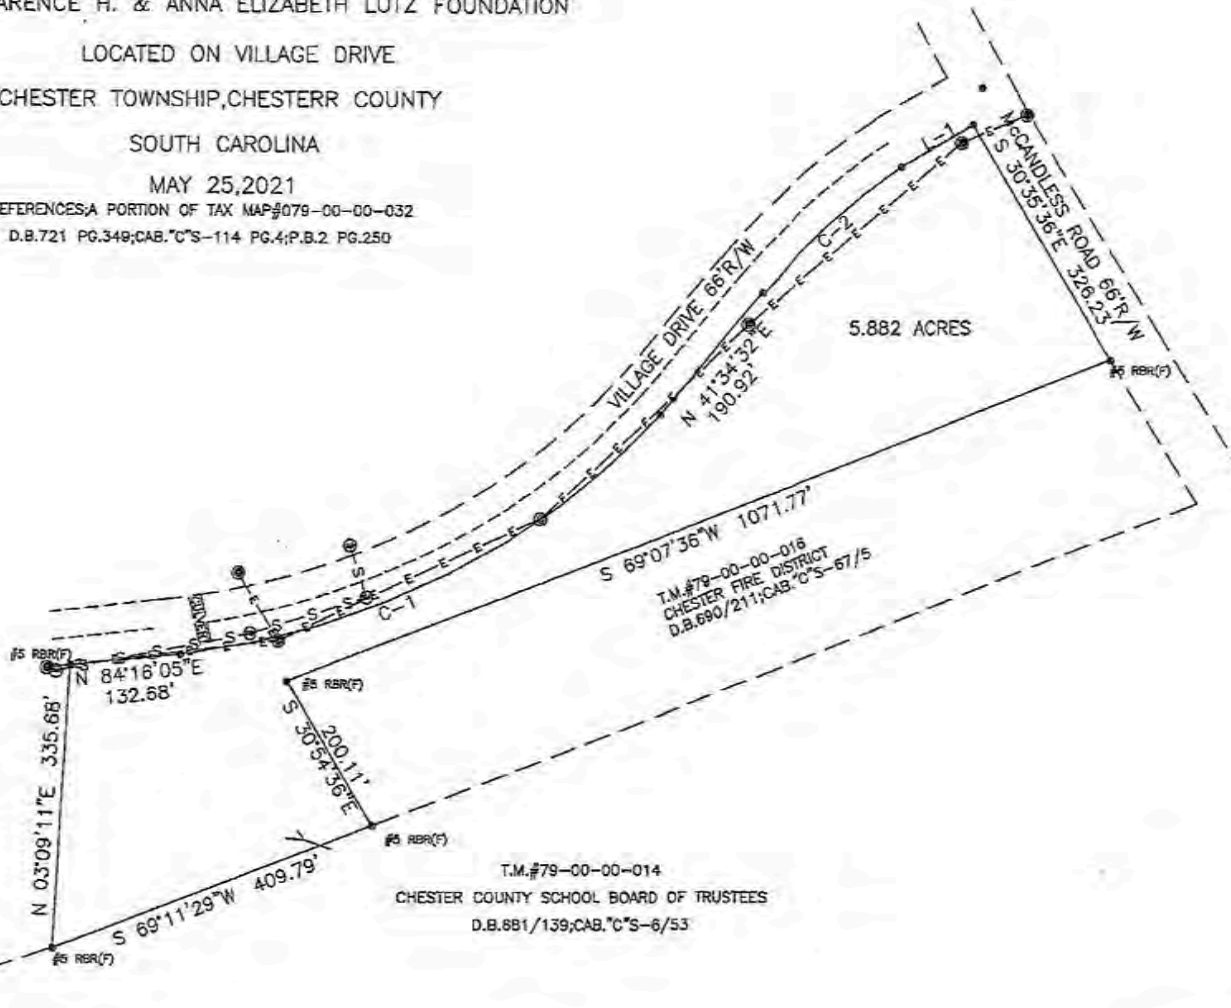 H. & ANNA ELIZABETH LUTZ FOUNDATION
LOCATED ON VILLAGE DRIVE
CHESTER TOWNSHIP,CHESTERR COUNTY
SOUTH CAROLINA
MAY 25,2021
EFERENCES;A PORTION OF TAX MAP#079-00-00-032
D.B.721 PG.349;CAB."C"S-114 PG.4;P.B.2 PG.250
L-1
McCANDLESS ROAD 66'R/W
S 30°35'36"E 326.23'
C-2
VILLAGE DRIVE 66'R/W
5.882 ACRES
#5 RBR(F)
N 41°34'32"E
190.92'
S 69°07'36"W 1071.77'
T.M.#79-00-00-016
CHESTER FIRE DISTRICT
D.B.690/211;CAB."C"S-67/5
C-1
#5 RBR(F)
N 84°16'05"E
132.68'
#5 RBR(F)
200.11'
S 30°54'36"E
N 03°09'11"E 335.68'
#5 RBR(F)
S 69°11'29"W 409.79'
#5 RBR(F)
T.M.#79-00-00-014
CHESTER COUNTY SCHOOL BOARD OF TRUSTEES
D.B.681/139;CAB."C"S-6/53